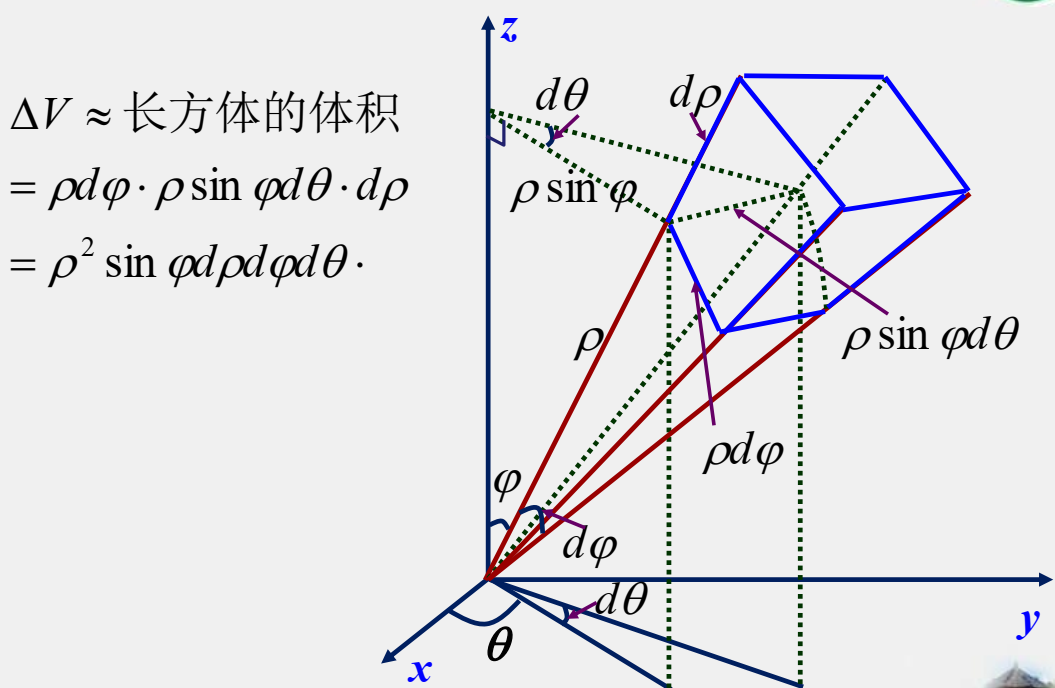 z
ΔV ≈ 长方体的体积
dθ
dρ
= ρdφ · ρ sin φdθ · dρ
ρ sin φ
= ρ² sin φdρdφdθ ·
ρ
ρ sin φdθ
ρdφ
φ
dφ
dθ
θ
y
x